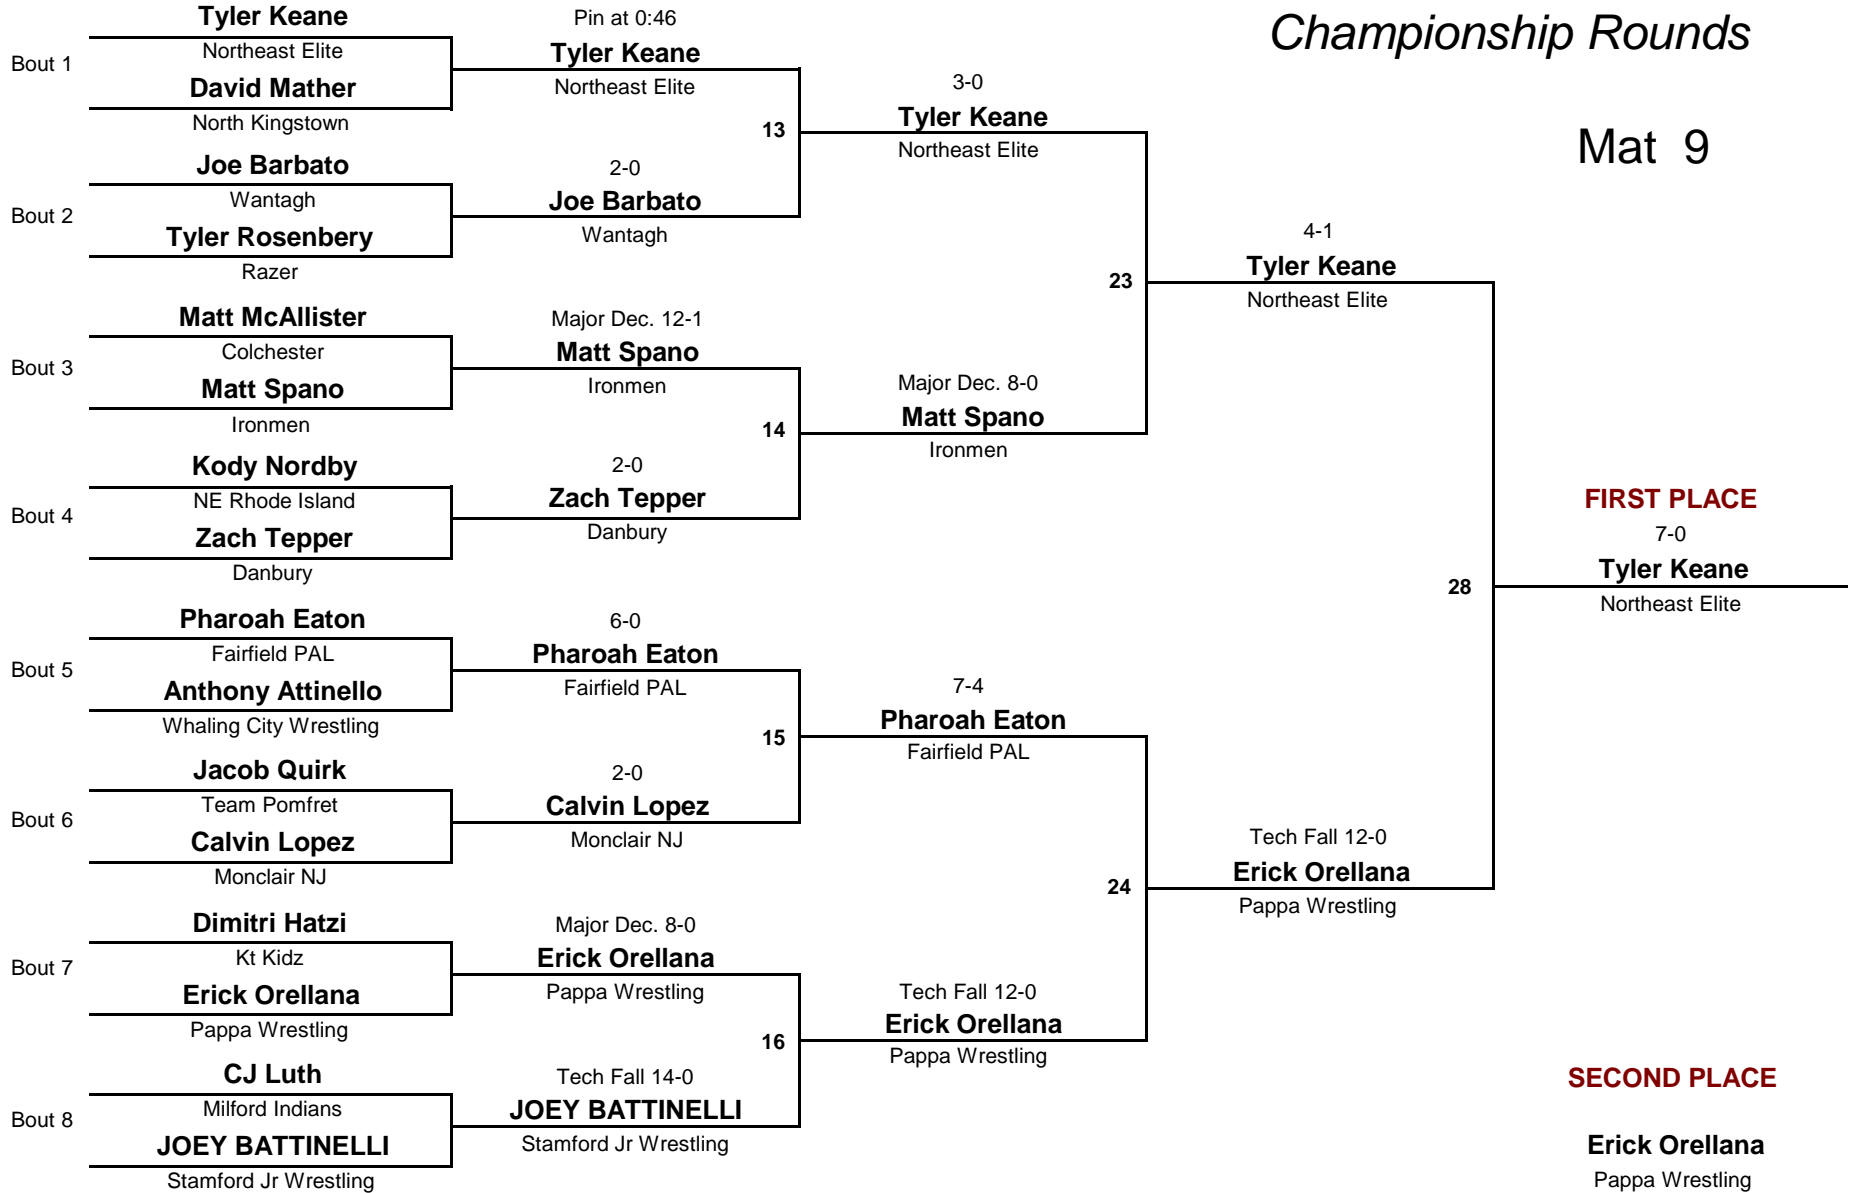 Championship Rounds
Mat 9
Bout 1
Tyler Keane
Northeast Elite
David Mather
North Kingstown
Bout 2
Joe Barbato
Wantagh
Tyler Rosenbery
Razer
Bout 3
Matt McAllister
Colchester
Matt Spano
Ironmen
Bout 4
Kody Nordby
NE Rhode Island
Zach Tepper
Danbury
Bout 5
Pharoah Eaton
Fairfield PAL
Anthony Attinello
Whaling City Wrestling
Bout 6
Jacob Quirk
Team Pomfret
Calvin Lopez
Monclair NJ
Bout 7
Dimitri Hatzi
Kt Kidz
Erick Orellana
Pappa Wrestling
Bout 8
CJ Luth
Milford Indians
JOEY BATTINELLI
Stamford Jr Wrestling
Pin at 0:46
Tyler Keane
Northeast Elite
13
2-0
Joe Barbato
Wantagh
Major Dec. 12-1
Matt Spano
Ironmen
14
2-0
Zach Tepper
Danbury
6-0
Pharoah Eaton
Fairfield PAL
15
2-0
Calvin Lopez
Monclair NJ
Major Dec. 8-0
Erick Orellana
Pappa Wrestling
16
Tech Fall 14-0
JOEY BATTINELLI
Stamford Jr Wrestling
3-0
Tyler Keane
Northeast Elite
23
Major Dec. 8-0
Matt Spano
Ironmen
7-4
Pharoah Eaton
Fairfield PAL
24
Tech Fall 12-0
Erick Orellana
Pappa Wrestling
4-1
Tyler Keane
Northeast Elite
28
Tech Fall 12-0
Erick Orellana
Pappa Wrestling
FIRST PLACE
7-0
Tyler Keane
Northeast Elite
SECOND PLACE
Erick Orellana
Pappa Wrestling